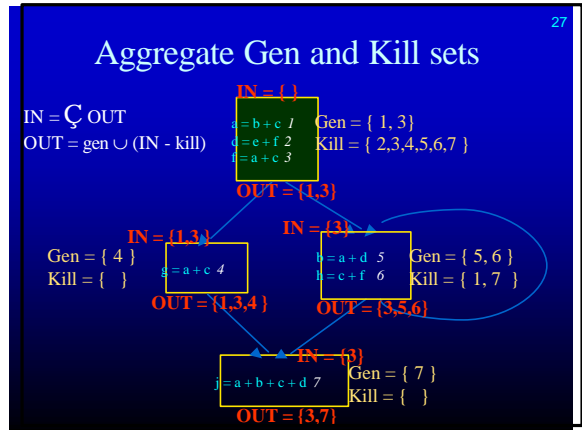 27
Aggregate Gen and Kill sets
IN = { }
IN = Ç OUT
OUT = gen ∪ (IN - kill)
a = b + c 1
d = e + f 2
f = a + c 3
Gen = { 1, 3}
Kill = { 2,3,4,5,6,7 }
OUT = {1,3}
IN = {1,3}
IN = {3}
Gen = { 4 }
Kill = { }
g = a + c 4
b = a + d 5
h = c + f 6
Gen = { 5, 6 }
Kill = { 1, 7 }
OUT = {1,3,4 }
OUT = {3,5,6}
IN = {3}
j = a + b + c + d 7
Gen = { 7 }
Kill = { }
OUT = {3,7}